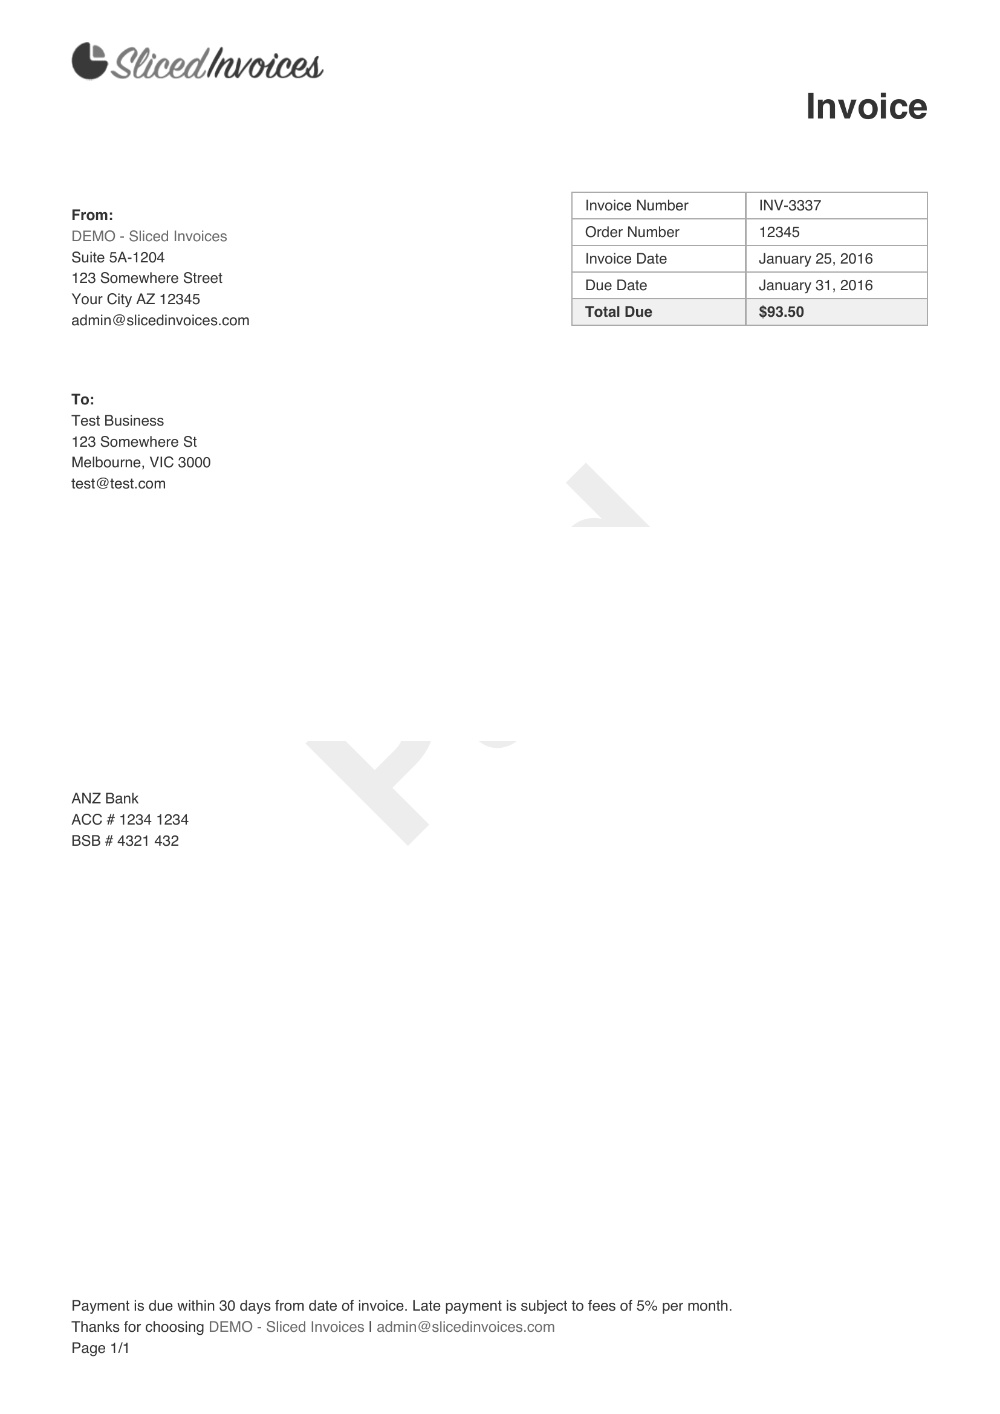 SlicedInvoices
Invoice
From:
DEMO - Sliced Invoices
Suite 5A-1204
123 Somewhere Street
Your City AZ 12345
admin@slicedinvoices.com
Invoice Number INV-3337
Order Number 12345
Invoice Date January 25, 2016
Due Date January 31, 2016
Total Due $93.50
To:
Test Business
123 Somewhere St
Melbourne, VIC 3000
test@test.com
ANZ Bank
ACC # 1234 1234
BSB # 4321 432
Payment is due within 30 days from date of invoice. Late payment is subject to fees of 5% per month.
Thanks for choosing DEMO - Sliced Invoices | admin@slicedinvoices.com
Page 1/1